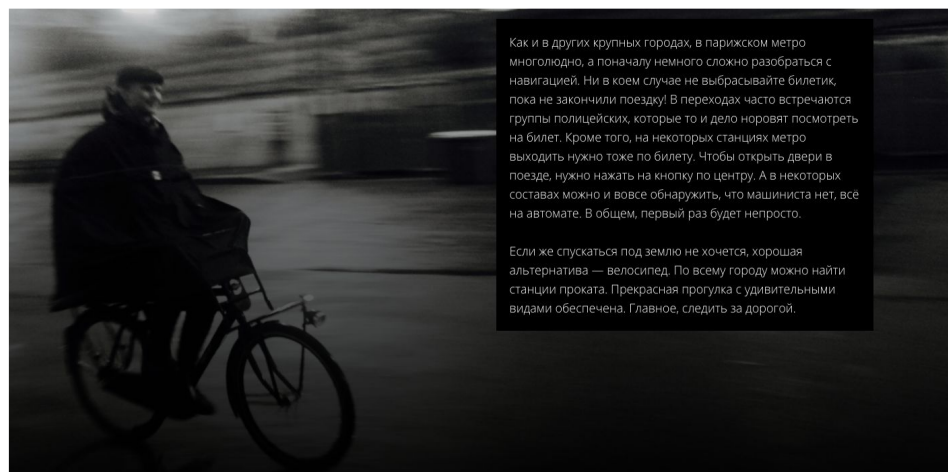 Как и в других крупных городах, в парижском метро
многолюдно, а поначалу немного сложно разобраться с
навигацией. Ни в коем случае не выбрасывайте билетик,
пока не закончили поездку! В переходах часто встречаются
группы полицейских, которые то и дело норовят посмотреть
на билет. Кроме того, на некоторых станциях метро
выходить нужно тоже по билету. Чтобы открыть двери в
поезде, нужно нажать на кнопку по центру. А в некоторых
составах можно и вовсе обнаружить, что машиниста нет, всё
на автомате. В общем, первый раз будет непросто.
Если же спускаться под землю не хочется, хорошая
альтернатива — велосипед. По всему городу можно найти
станции проката. Прекрасная прогулка с удивительными
видами обеспечена. Главное, следить за дорогой.